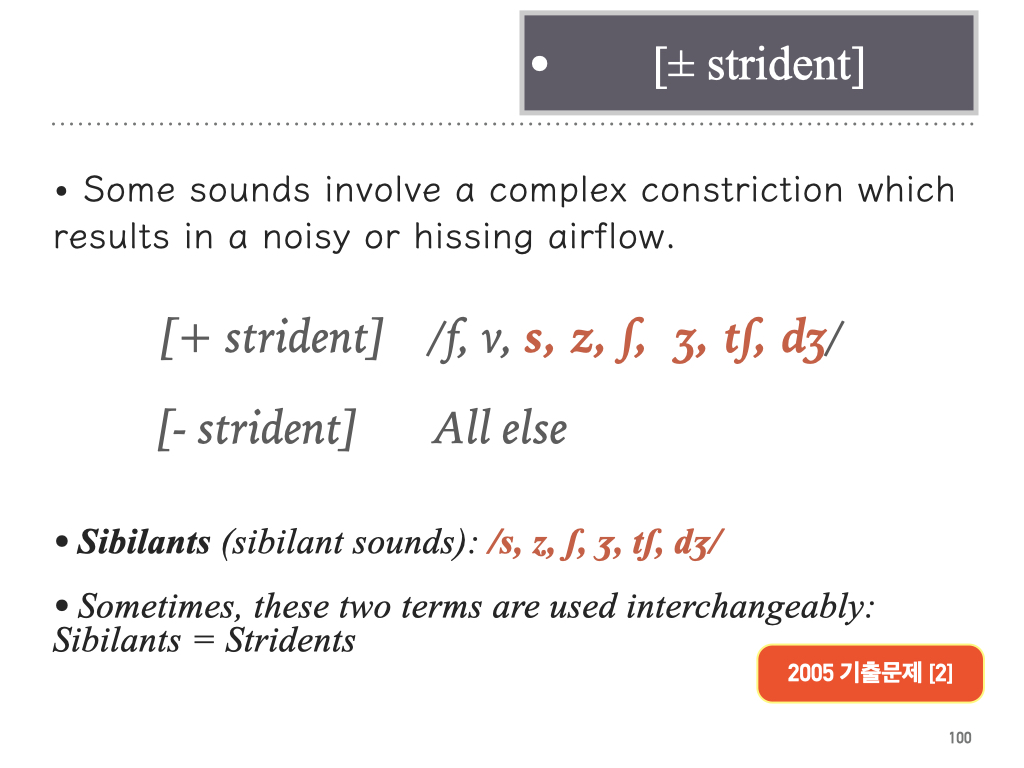 • [± strident]
• Some sounds involve a complex constriction which
results in a noisy or hissing airflow.
[+ strident] /f, v, s, z, ʃ, ʒ, tʃ, dʒ/
[- strident] All else
• Sibilants (sibilant sounds): /s, z, ʃ, ʒ, tʃ, dʒ/
• Sometimes, these two terms are used interchangeably:
Sibilants = Stridents
2005 기출문제 [2]
100